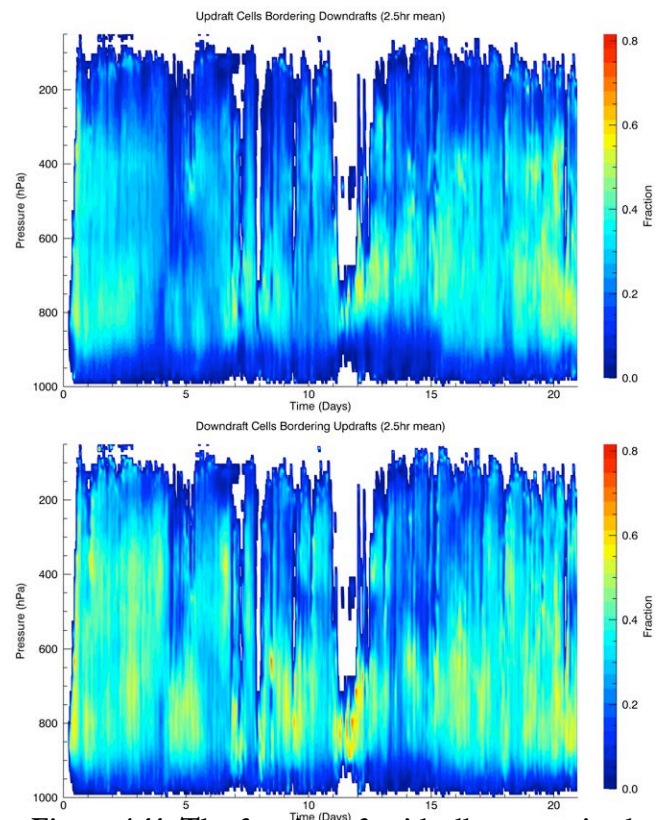 Updraft Cells Bordering Downdrafts (2.5hr mean)
0.8
200
0.6
400
Pressure (hPa)
0.4
Fraction
600
0.2
800
1000
0.0
0 5 10 15 20
Time (Days)
Downdraft Cells Bordering Updrafts (2.5hr mean)
0.8
200
0.6
400
Pressure (hPa)
0.4
Fraction
600
0.2
800
1000
0.0
0 5 10 15 20
Time (Days)